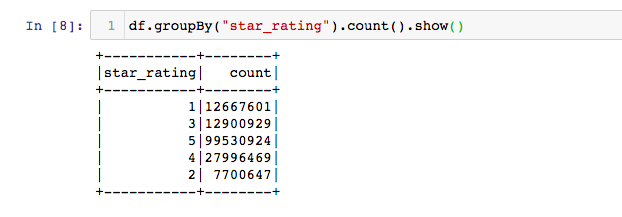 In [8]: 1 df.groupBy("star_rating").count().show()
+-----------+--------+
|star_rating|   count|
+-----------+--------+
|          1|12667601|
|          3|12900929|
|          5|99530924|
|          4|27996469|
|          2| 7700647|
+-----------+--------+